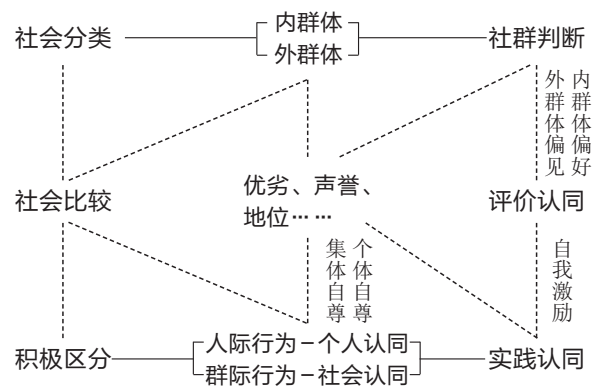 社会分类
内群体
外群体
社群判断
外群体偏见
内群体偏好
社会比较
优劣、声誉、
地位……
评价认同
集体自尊
个体自尊
自我激励
积极区分
人际行为-个人认同
群际行为-社会认同
实践认同